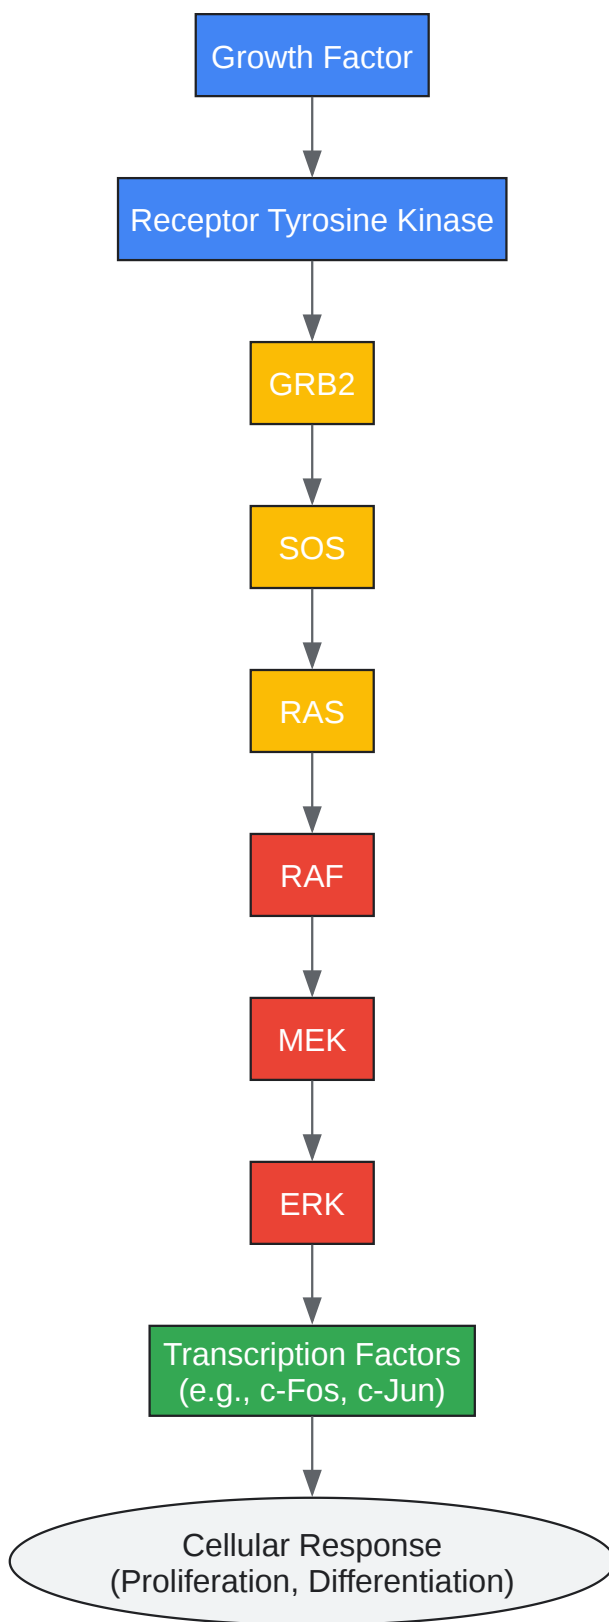 Growth Factor
Receptor Tyrosine Kinase
GRB2
SOS
RAS
RAF
MEK
ERK
Transcription Factors
(e.g., c-Fos, c-Jun)
Cellular Response
(Proliferation, Differentiation)